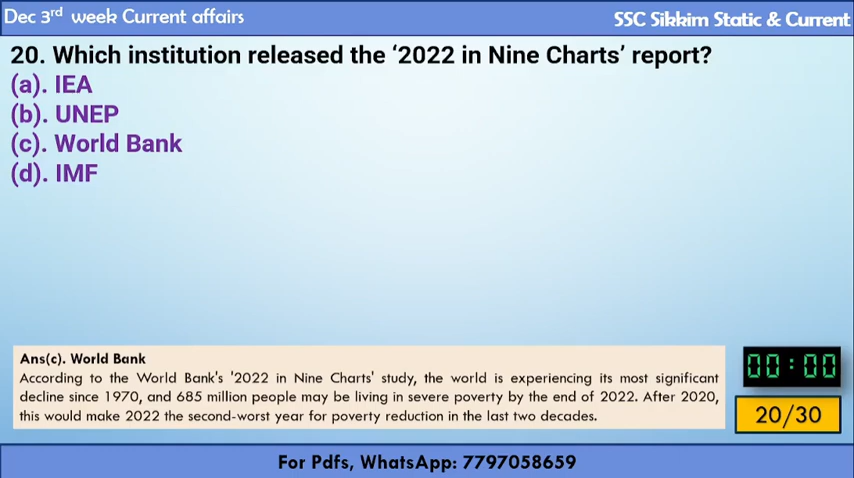 Dec 3rd week Current affairs
SSC Sikkim Static & Current
20. Which institution released the ‘2022 in Nine Charts’ report?
(a). IEA
(b). UNEP
(c). World Bank
(d). IMF
Ans(c). World Bank
According to the World Bank's '2022 in Nine Charts' study, the world is experiencing its most significant
decline since 1970, and 685 million people may be living in severe poverty by the end of 2022. After 2020,
this would make 2022 the second-worst year for poverty reduction in the last two decades.
00:00
20/30
For Pdfs, WhatsApp: 7797058659